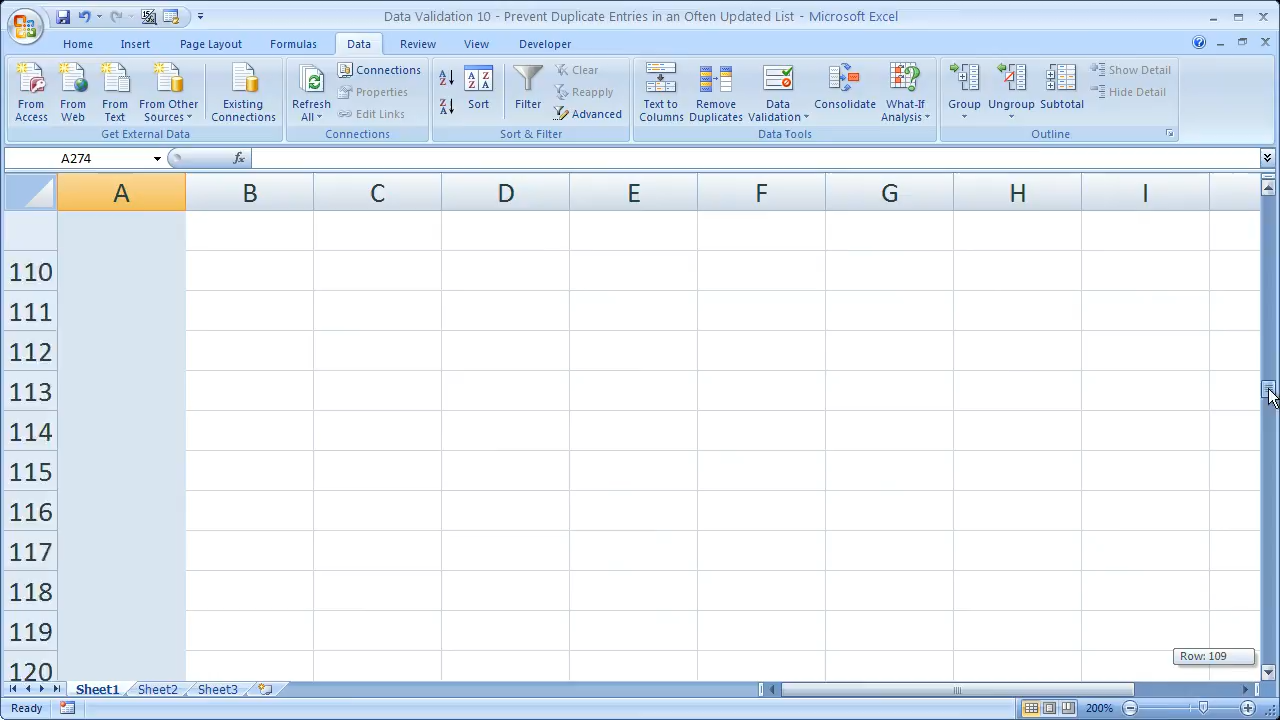 Data Validation 10 - Prevent Duplicate Entries in an Often Updated List - Microsoft Excel
Home Insert Page Layout Formulas Data Review View Developer
From Access
From Web
From Text
From Other Sources
Existing Connections
Get External Data
Refresh All
Connections
Properties
Edit Links
Connections
Sort
Filter
Clear
Reapply
Advanced
Sort & Filter
Text to Columns
Remove Duplicates
Data Validation
Consolidate
What-If Analysis
Data Tools
Group
Ungroup
Subtotal
Show Detail
Hide Detail
Outline
A274 fx
A B C D E F G H I
110
111
112
113
114
115
116
117
118
119
Row: 109
120
Sheet1 Sheet2 Sheet3
Ready 200%